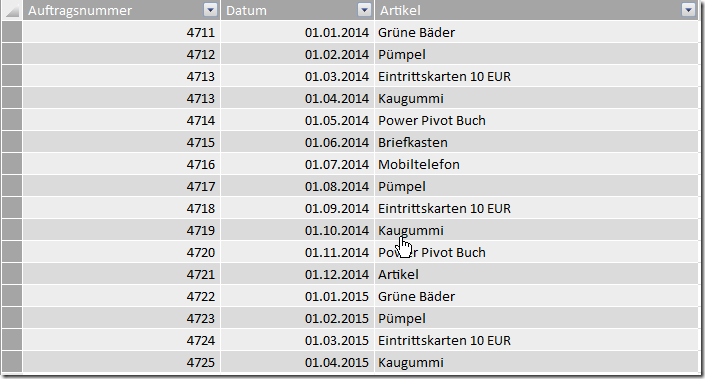 Auftragsnummer Datum Artikel
4711 01.01.2014 Grüne Bäder
4712 01.02.2014 Pümpel
4713 01.03.2014 Eintrittskarten 10 EUR
4713 01.04.2014 Kaugummi
4714 01.05.2014 Power Pivot Buch
4715 01.06.2014 Briefkasten
4716 01.07.2014 Mobiltelefon
4717 01.08.2014 Pümpel
4718 01.09.2014 Eintrittskarten 10 EUR
4719 01.10.2014 Kaugummi
4720 01.11.2014 Power Pivot Buch
4721 01.12.2014 Artikel
4722 01.01.2015 Grüne Bäder
4723 01.02.2015 Pümpel
4724 01.03.2015 Eintrittskarten 10 EUR
4725 01.04.2015 Kaugummi